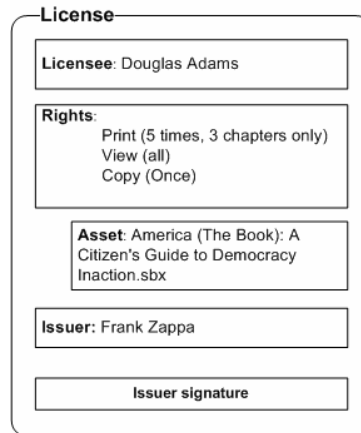 License
Licensee: Douglas Adams
Rights:
Print (5 times, 3 chapters only)
View (all)
Copy (Once)
Asset: America (The Book): A
Citizen's Guide to Democracy
Inaction.sbx
Issuer: Frank Zappa
Issuer signature